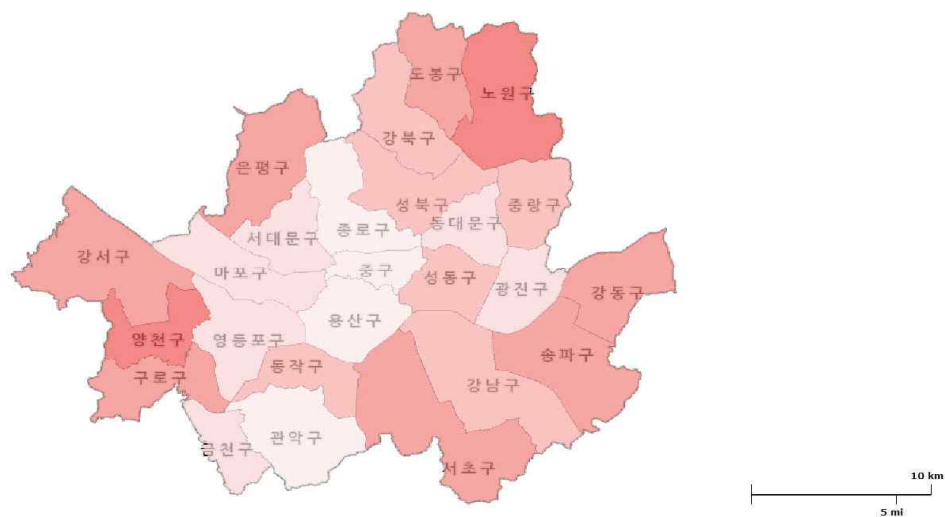 도봉구
노원구
강북구
은평구
성북구
중랑구
동대문구
종로구
서대문구
강서구
마포구
중구
성동구
광진구
강동구
용산구
양천구
영등포구
송파구
동작구
구로구
강남구
관악구
금천구
서초구
10 km
5 mi